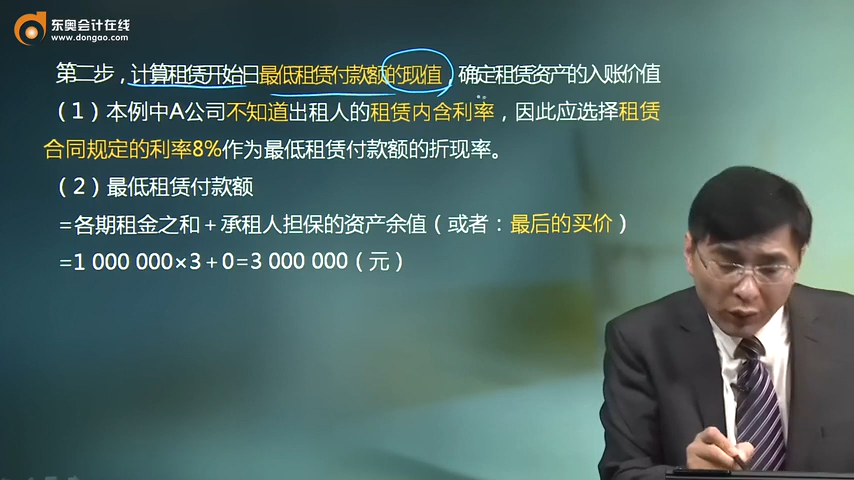 东奥会计在线
www.dongao.com
第二步，计算租赁开始日最低租赁付款额的现值，确定租赁资产的入账价值
（1）本例中A公司不知道出租人的租赁内含利率，因此应选择租赁
合同规定的利率8%作为最低租赁付款额的折现率。
（2）最低租赁付款额
=各期租金之和＋承租人担保的资产余值（或者：最后的买价）
=1 000 000×3＋0=3 000 000（元）